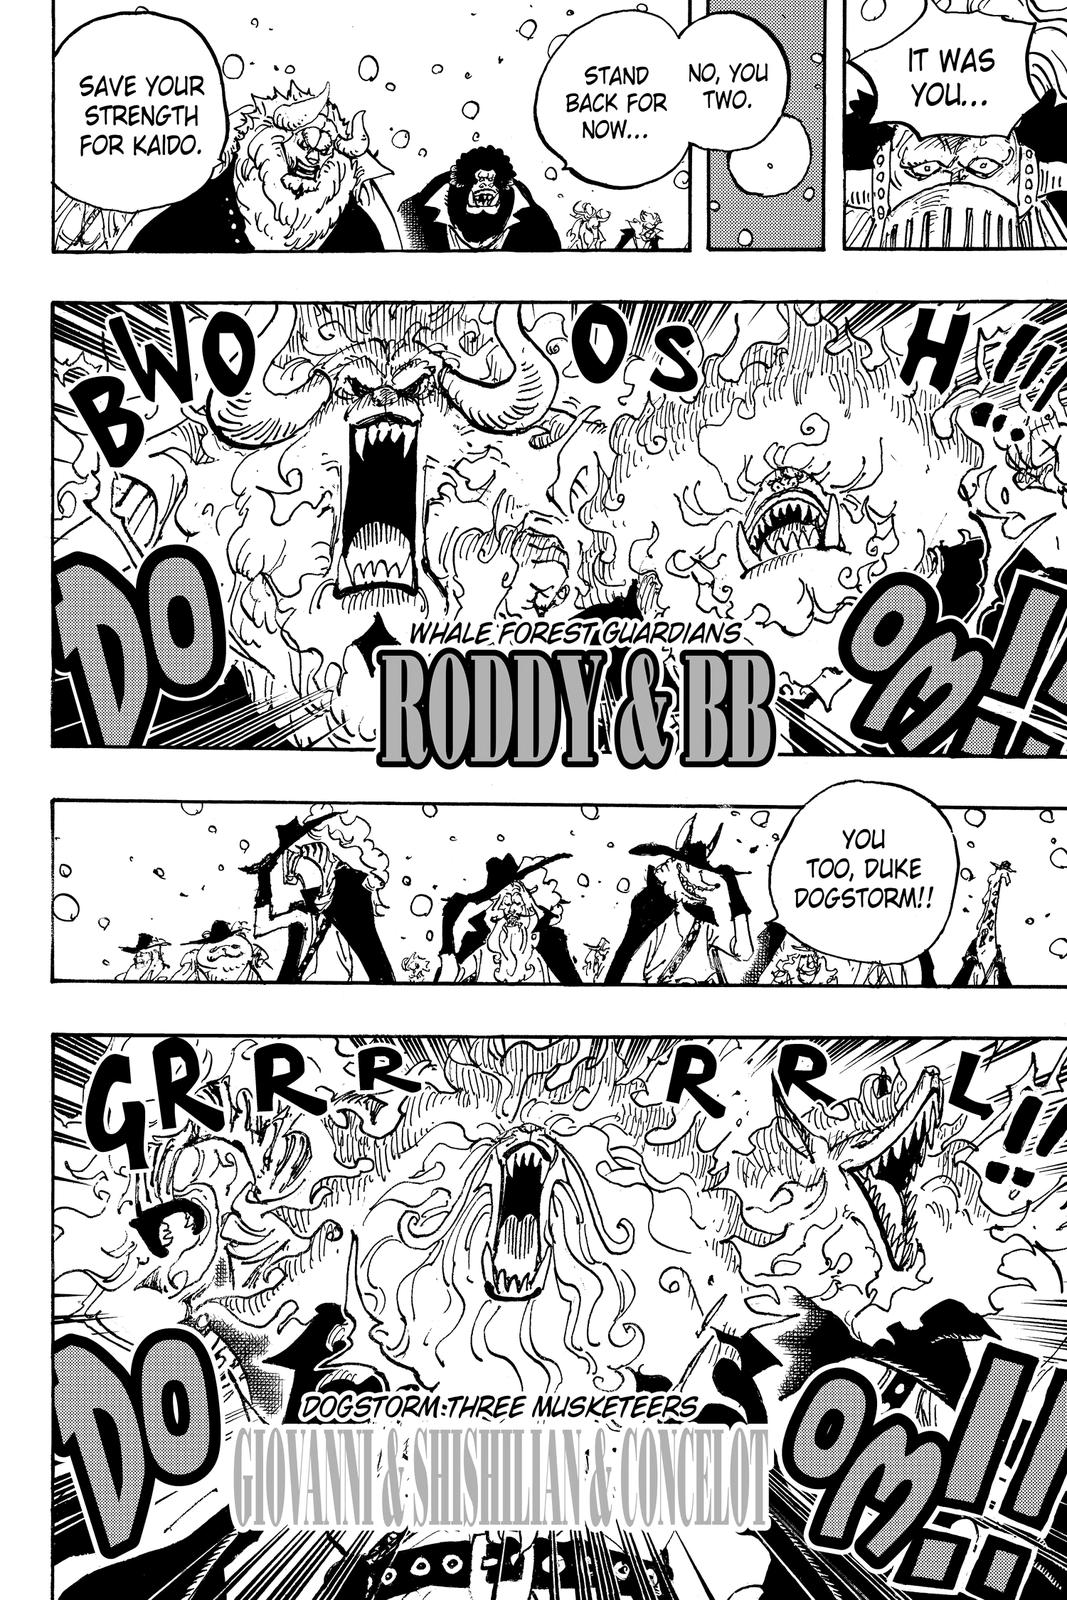 IT WAS
YOU...
NO, YOU
TWO.
STAND
BACK FOR
NOW...
SAVE YOUR
STRENGTH
FOR KAIDO.
BWOOSH!!!
DOOM!!
WHALE FOREST GUARDIANS
RODDY & BB
YOU
TOO, DUKE
DOGSTORM!!
GRRRRRL!!
DOOM!!
DOGSTORM THREE MUSKETEERS
GIOVANNI & SHISHILIAN & CONCELOT